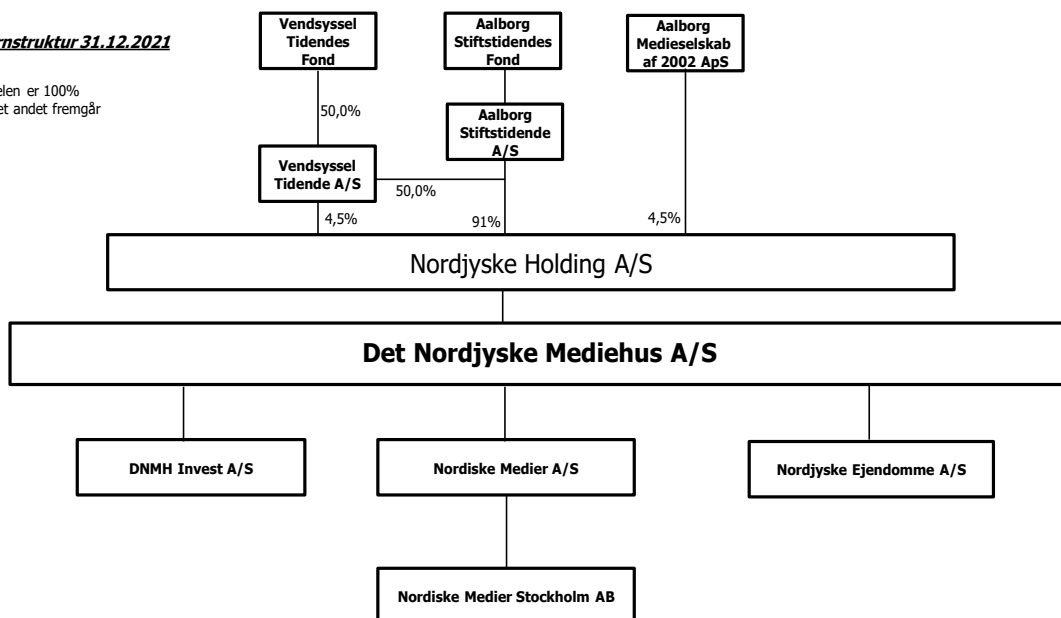 rnstruktur 31.12.2021
elen er 100%
et andet fremgår
Vendsyssel
Tidendes
Fond
Aalborg
Stiftstidendes
Fond
Aalborg
Medieselskab
af 2002 ApS
50,0%
Aalborg
Stiftstidende
A/S
Vendsyssel
Tidende A/S
50,0%
4,5%
91%
4,5%
Nordjyske Holding A/S
Det Nordjyske Mediehus A/S
DNMH Invest A/S
Nordiske Medier A/S
Nordjyske Ejendomme A/S
Nordiske Medier Stockholm AB